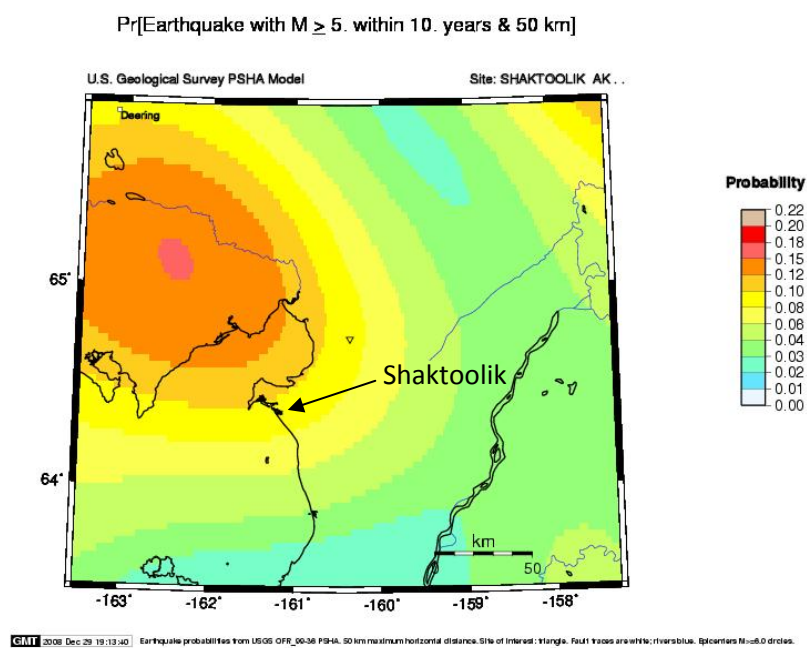 Pr[Earthquake with M ≥ 5. within 10. years & 50 km]
U.S. Geological Survey PSHA Model
Site: SHAKTOOLIK AK . .
Deering
Shaktoolik
65°
64°
-163°
-162°
-161°
-160°
-159°
-158°
km
50
Probability
0.22
0.20
0.18
0.15
0.12
0.10
0.08
0.08
0.04
0.03
0.02
0.01
0.00
GMT 2008 Dec 29 19:13:40 Earthquake probabilities from USGS OFR_99-36 PSHA. 50 km maximum horizontal distance. Site of interest: triangle. Fault traces are white; rivers blue. Epicenters M>=6.0 circles.